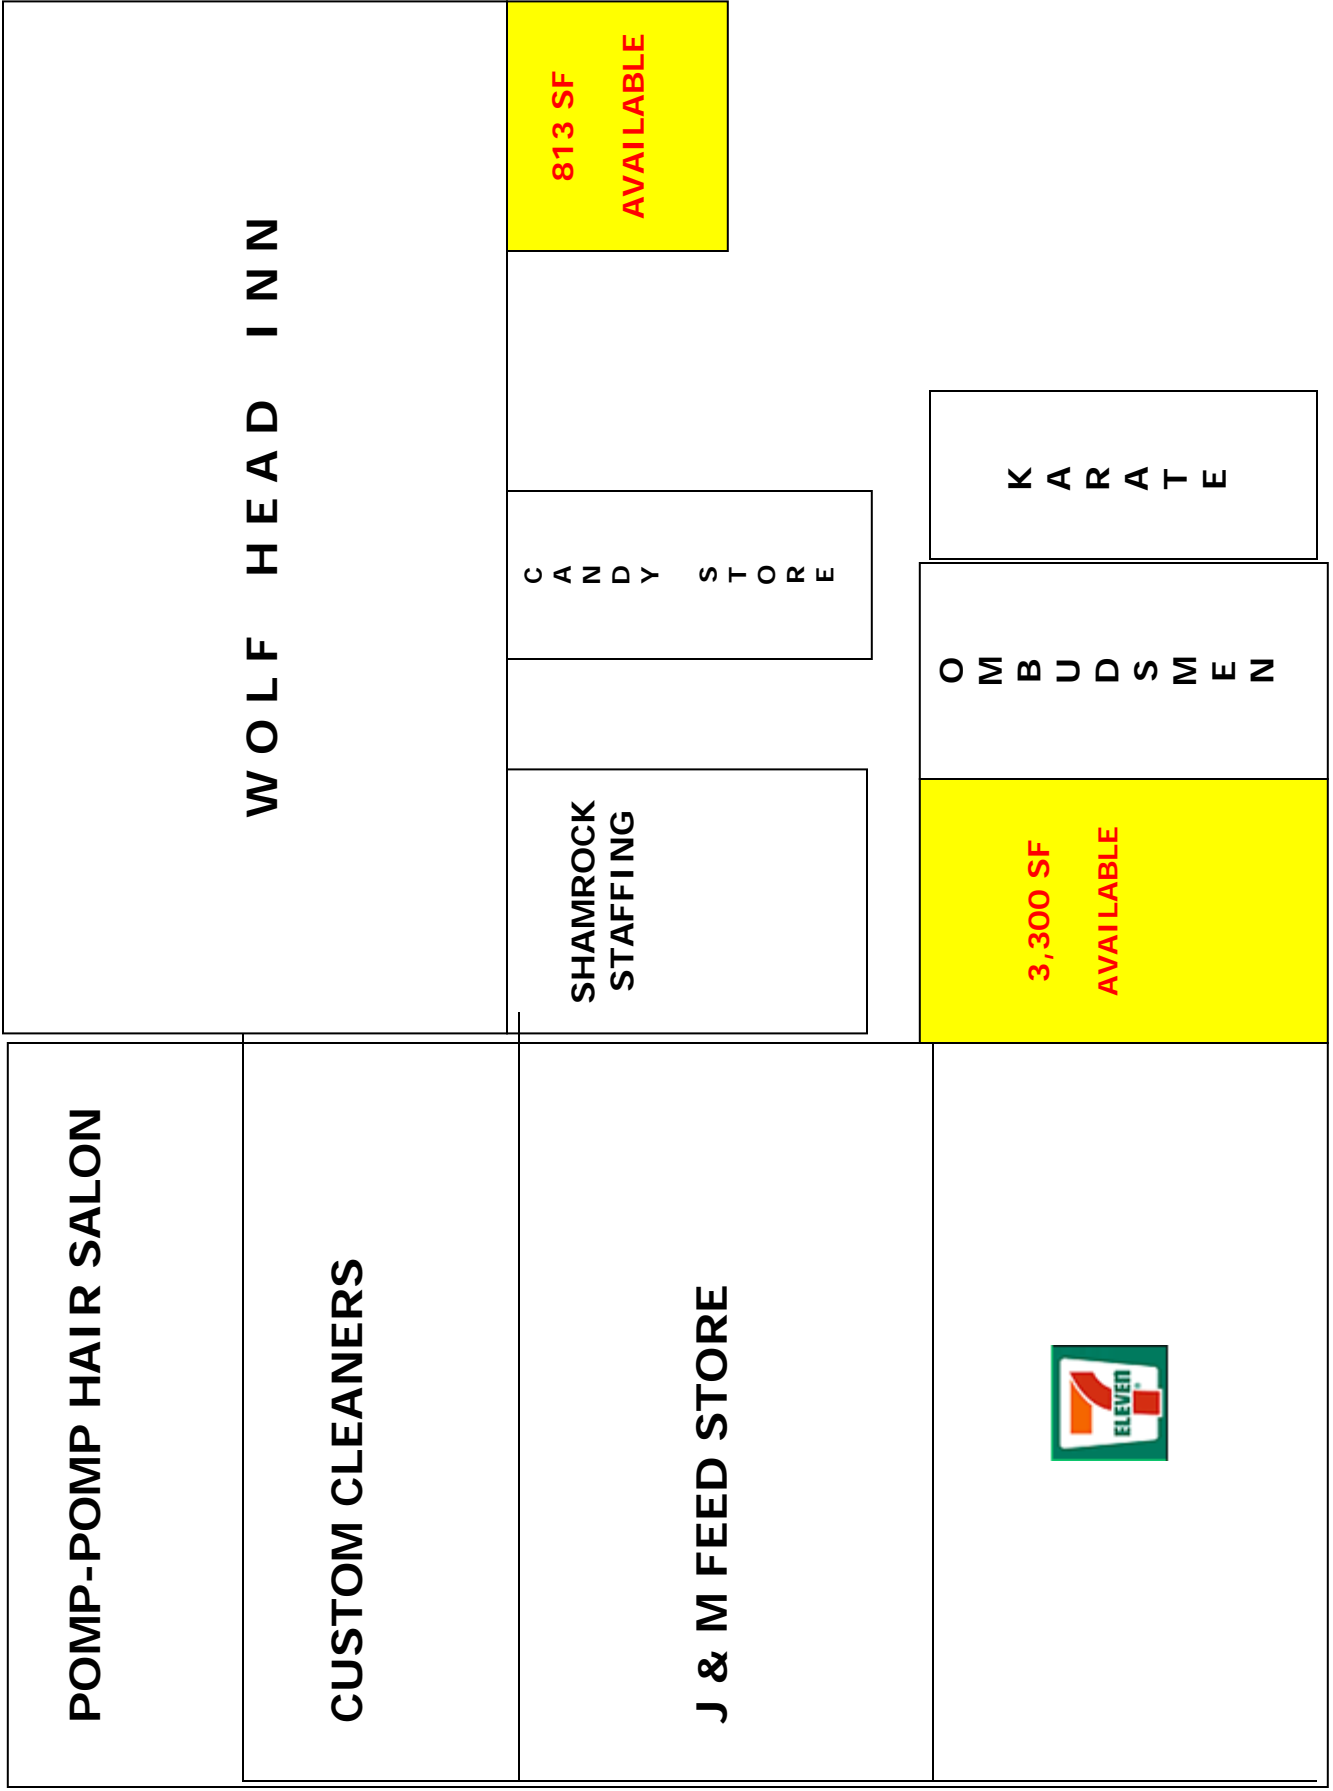 WOLF HEAD INN
813 SF
AVAILABLE
CANDY STORE
SHAMROCK
STAFFING
KARATE
OMBUDSMEN
3,300 SF
AVAILABLE
POMP-POMP HAIR SALON
CUSTOM CLEANERS
J & M FEED STORE
7
ELEVEN